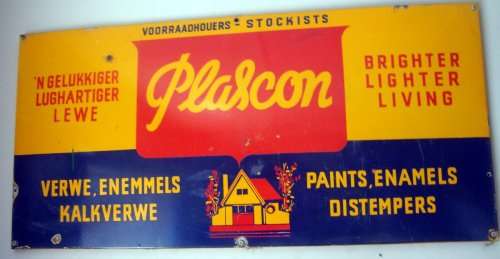 VOORRAADHOUERS - STOCKISTS
'N GELUKKIGER
LUGHARTIGER
LEWE
Plascon
BRIGHTER
LIGHTER
LIVING
VERWE, ENEMMELS
KALKVERWE
PAINTS, ENAMELS
DISTEMPERS